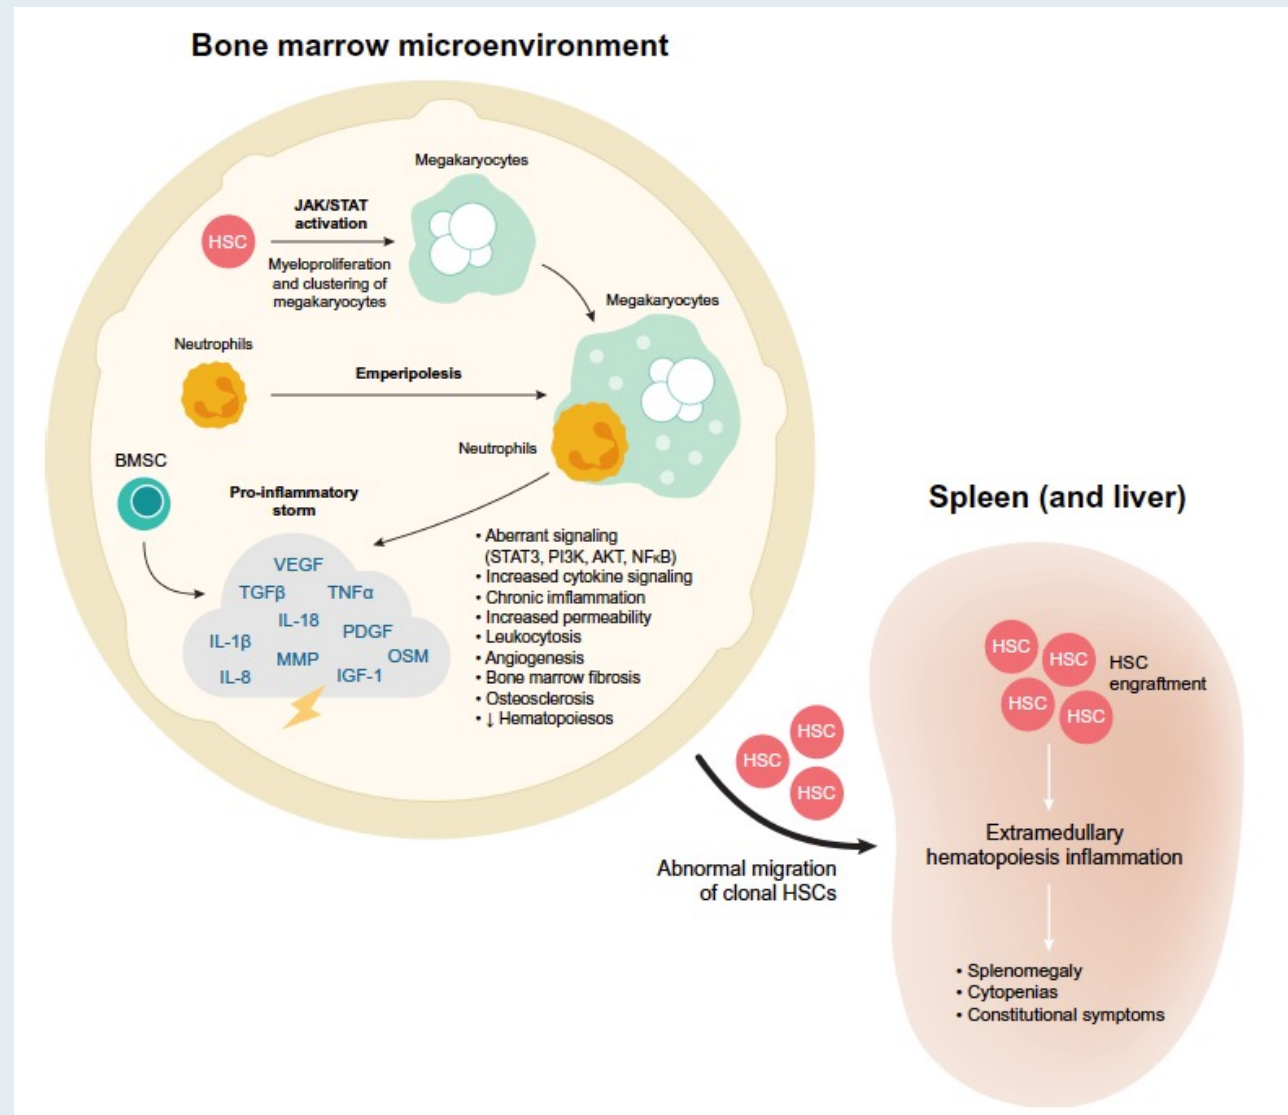 Bone marrow microenvironment
Megakaryocytes
JAK/STAT
activation
HSC
Myeloproliferation
and clustering of
megakaryocytes
Megakaryocytes
Neutrophils
Emperipolesis
Neutrophils
BMSC
Pro-inflammatory
storm
VEGF
TGFβ
TNFα
IL-18
IL-1β
PDGF
MMP
OSM
IL-8
IGF-1
• Aberrant signaling
(STAT3, PI3K, AKT, NFκB)
• Increased cytokine signaling
• Chronic imflammation
• Increased permeability
• Leukocytosis
• Angiogenesis
• Bone marrow fibrosis
• Osteosclerosis
• ↓ Hematopoiesos
HSC
HSC
HSC
Abnormal migration
of clonal HSCs
Spleen (and liver)
HSC
HSC
HSC
HSC
HSC
engraftment
Extramedullary
hematopoiesis inflammation
• Splenomegaly
• Cytopenias
• Constitutional symptoms